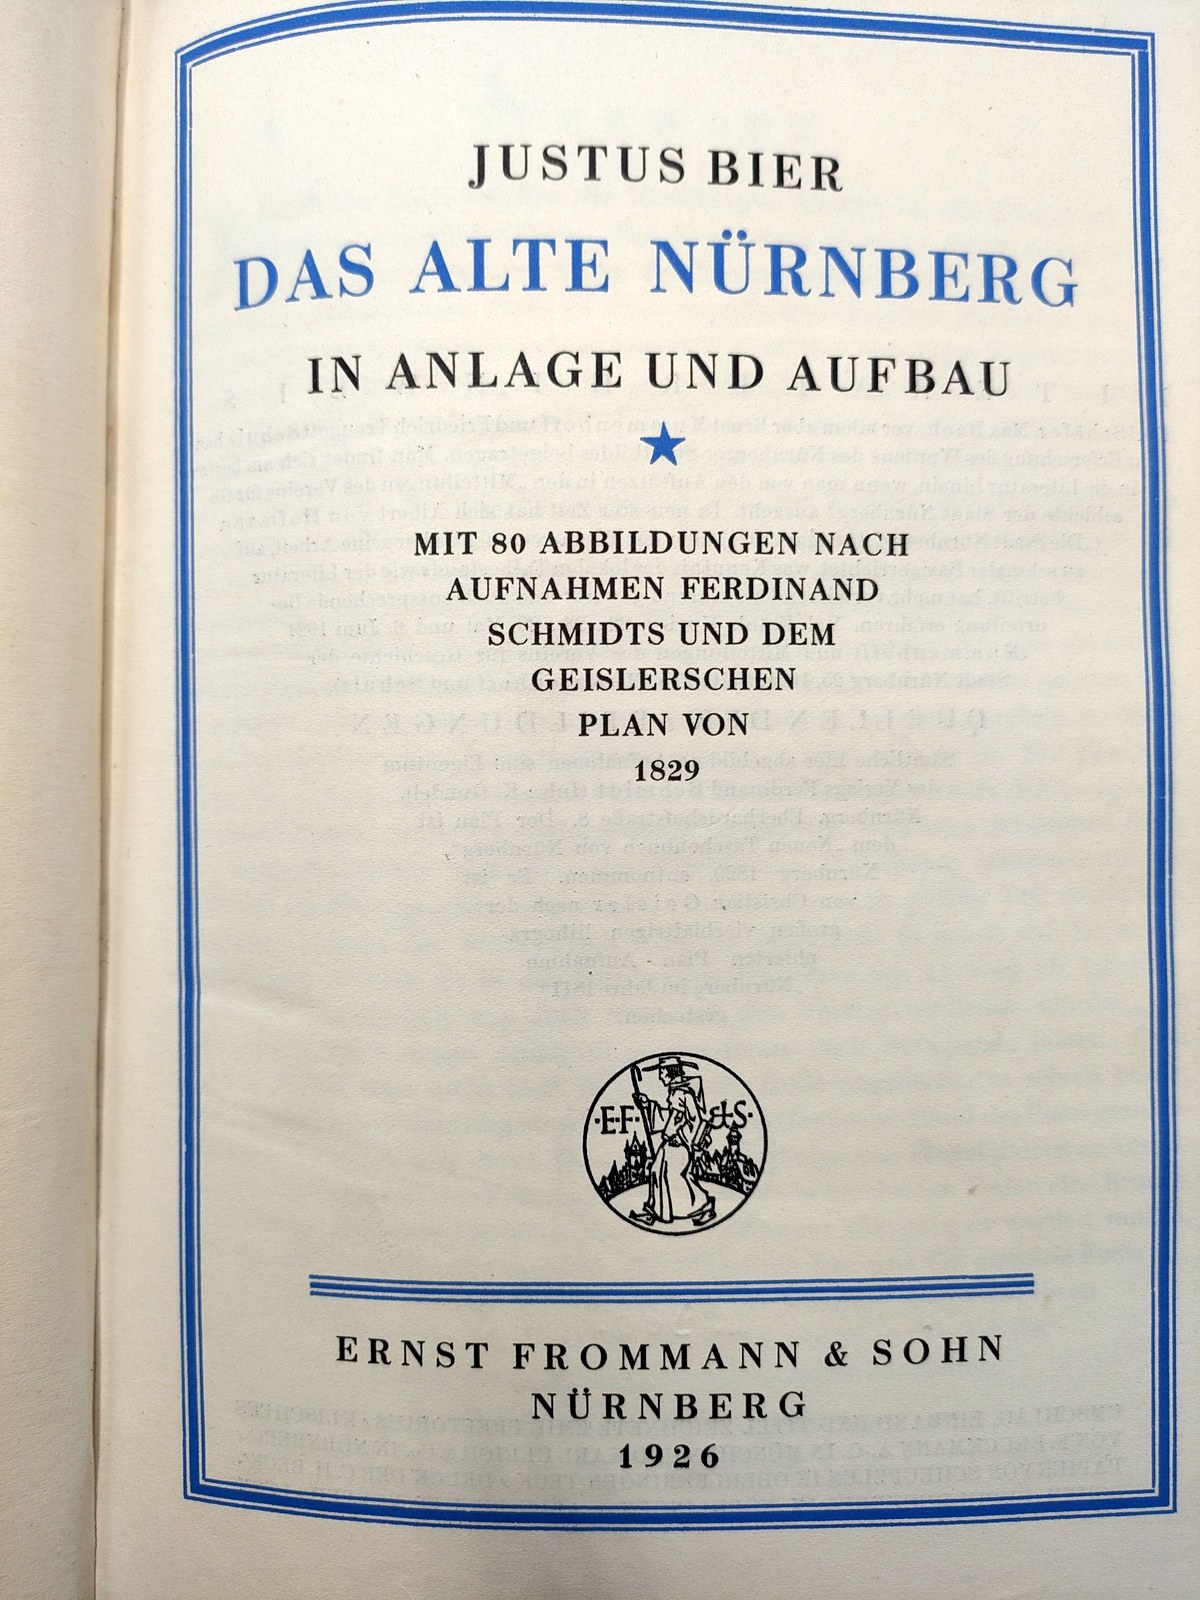 JUSTUS BIER
DAS ALTE NÜRNBERG
IN ANLAGE UND AUFBAU
MIT 80 ABBILDUNGEN NACH
AUFNAHMEN FERDINAND
SCHMIDTS UND DEM
GEISLERSCHEN
PLAN VON
1829
·E·F· &S·
ERNST FROMMANN & SOHN
NÜRNBERG
1926